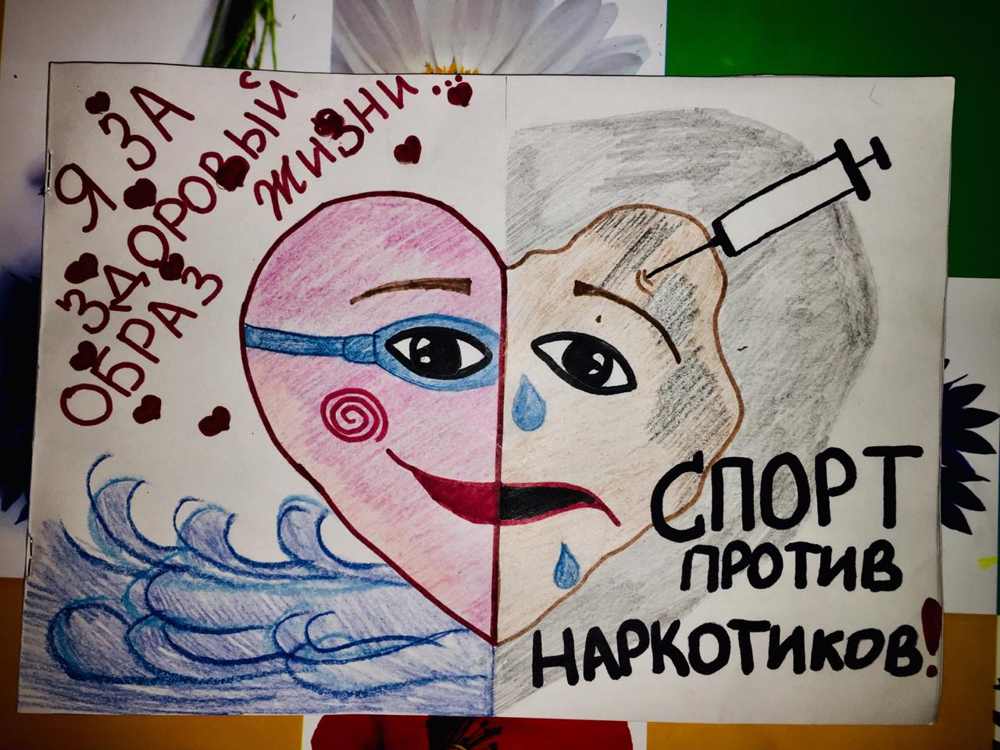 Я ЗА
ЗДОРОВЫЙ
ОБРАЗ
ЖИЗНИ...
СПОРТ
ПРОТИВ
НАРКОТИКОВ!